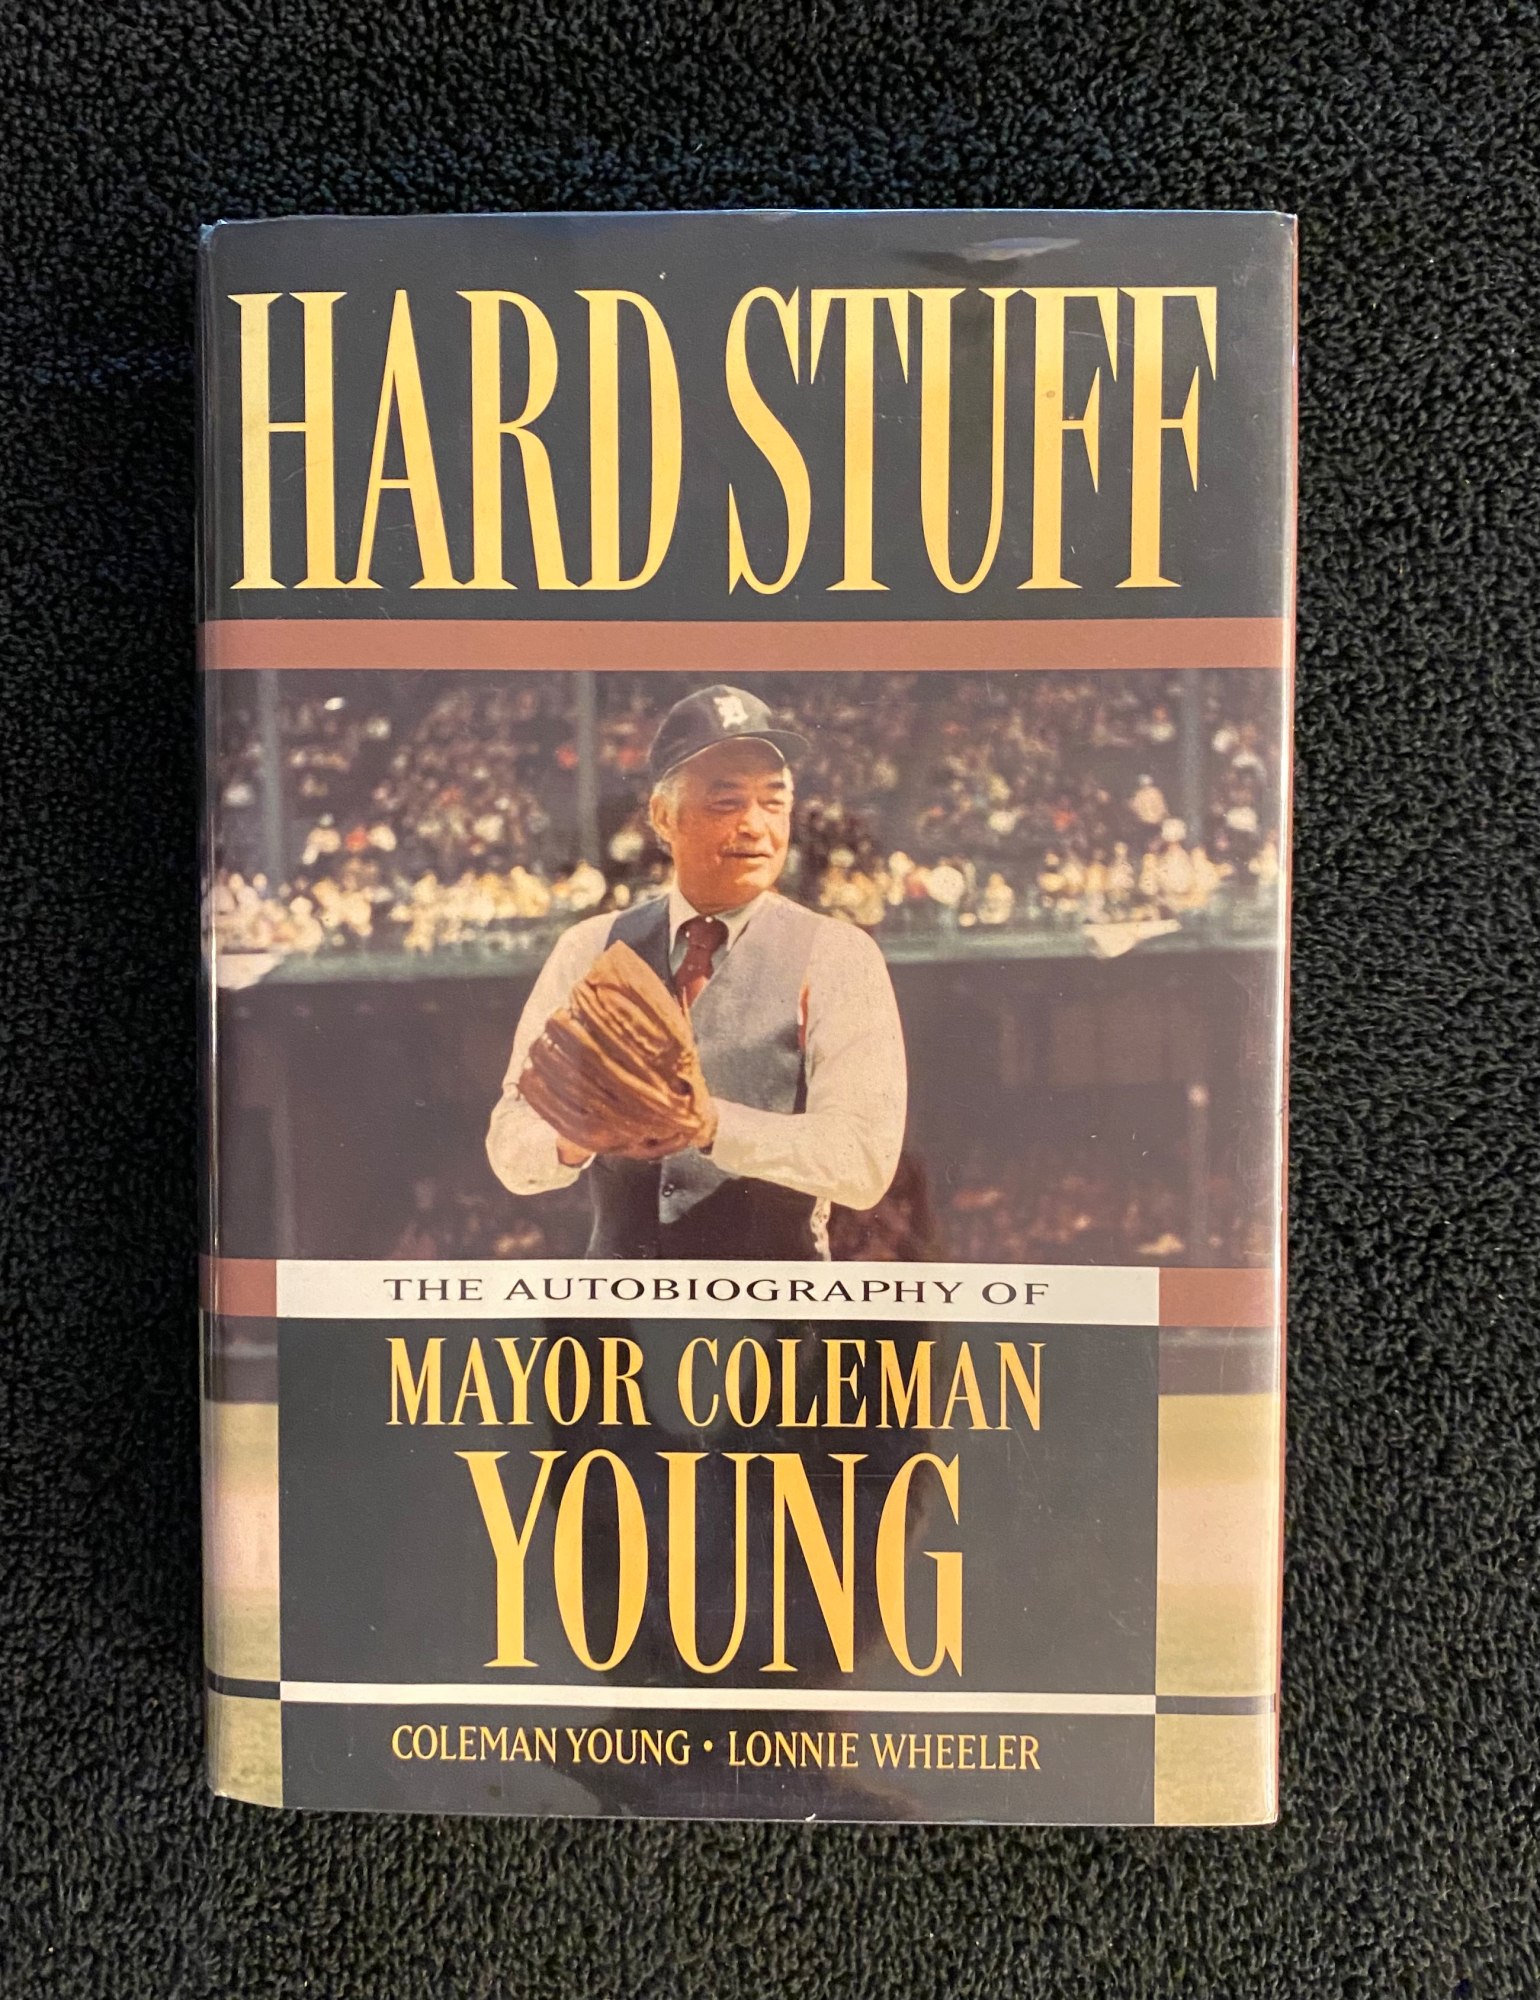 HARD STUFF
D
THE AUTOBIOGRAPHY OF
MAYOR COLEMAN
YOUNG
COLEMAN YOUNG • LONNIE WHEELER